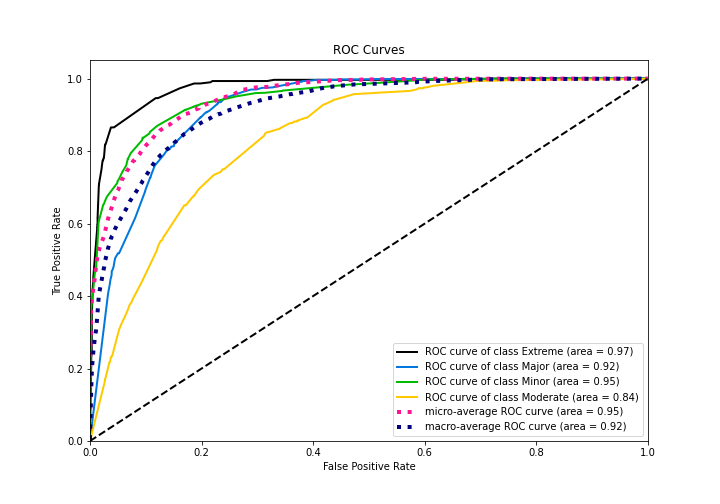 ROC Curves
1.0
0.8
0.6
0.4
0.2
0.0
True Positive Rate
ROC curve of class Extreme (area = 0.97)
ROC curve of class Major (area = 0.92)
ROC curve of class Minor (area = 0.95)
ROC curve of class Moderate (area = 0.84)
micro-average ROC curve (area = 0.95)
macro-average ROC curve (area = 0.92)
0.0 0.2 0.4 0.6 0.8 1.0
False Positive Rate